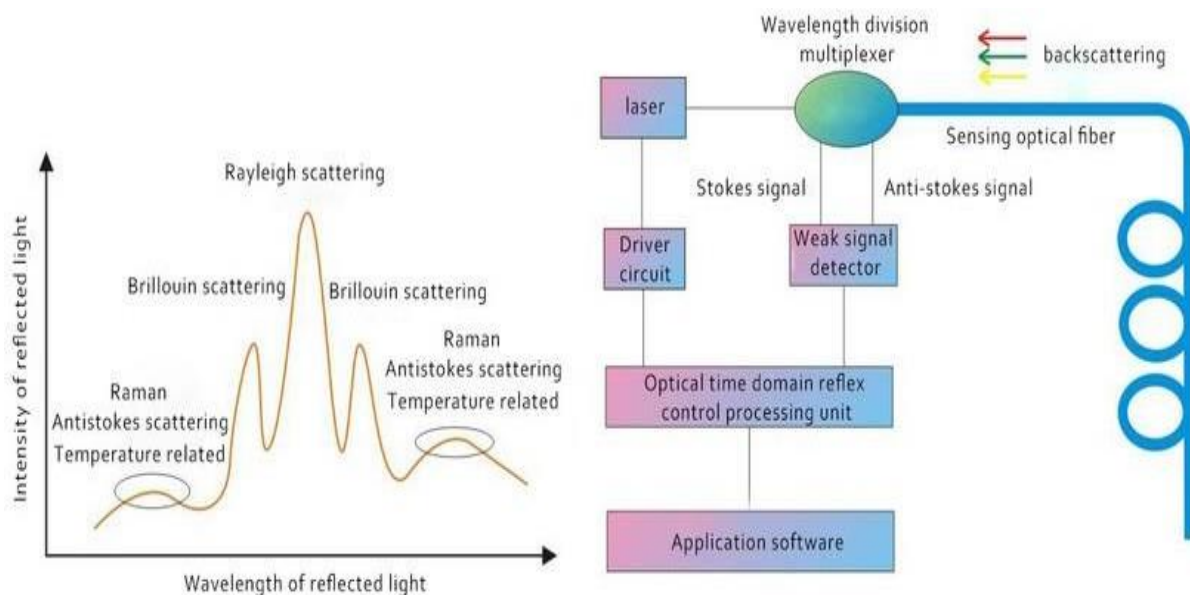 Intensity of reflected light
Rayleigh scattering
Brillouin scattering
Brillouin scattering
Raman
Antistokes scattering
Temperature related
Raman
Antistokes scattering
Temperature related
Wavelength of reflected light
Wavelength division
multiplexer
backscattering
laser
Sensing optical fiber
Stokes signal
Anti-stokes signal
Driver
circuit
Weak signal
detector
Optical time domain reflex
control processing unit
Application software